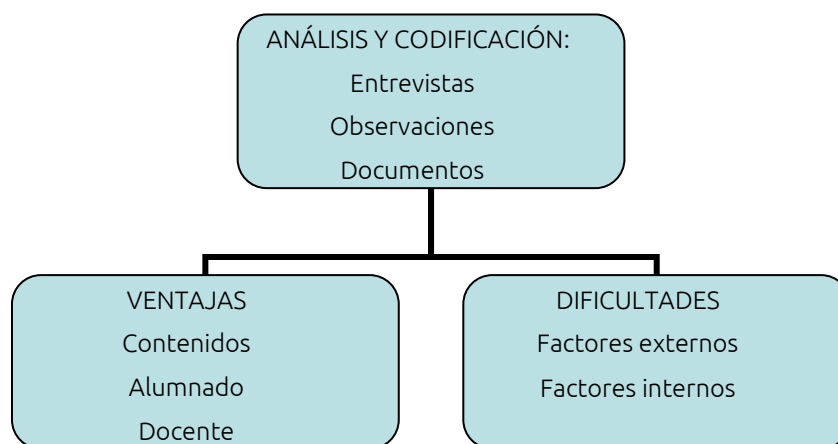 ANÁLISIS Y CODIFICACIÓN:
Entrevistas
Observaciones
Documentos
VENTAJAS
Contenidos
Alumnado
Docente
DIFICULTADES
Factores externos
Factores internos